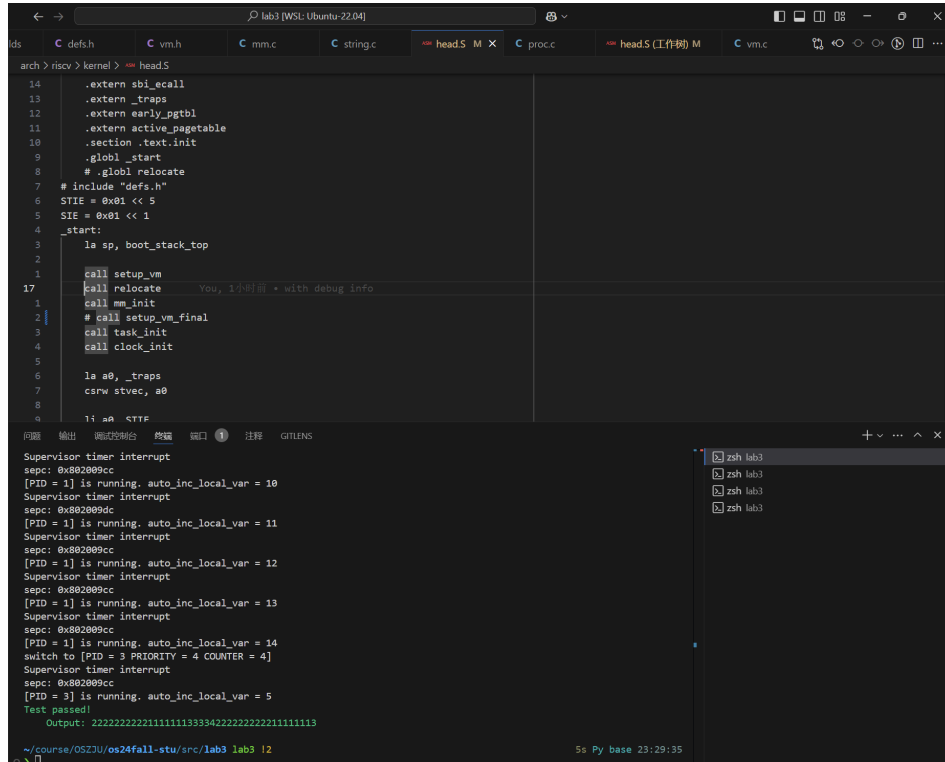 lab3 [WSL: Ubuntu-22.04]
lds C defs.h C vm.h C mm.c C string.c head.S M C proc.c head.S (工作树) M C vm.c
arch > riscv > kernel > head.S
14 .extern sbi_ecall
13 .extern _traps
12 .extern early_pgtbl
11 .extern active_pagetable
10 .section .text.init
9 .globl _start
8 # .globl relocate
7 # include "defs.h"
6 STIE = 0x01 << 5
5 SIE = 0x01 << 1
4 _start:
3 la sp, boot_stack_top
2
1 call setup_vm
17 call relocate You, 1小时前 • with debug info
1 call mm_init
2 # call setup_vm_final
3 call task_init
4 call clock_init
5
6 la a0, _traps
7 csrw stvec, a0
8
9 li a0, STIE
问题 输出 调试控制台 终端 端口 1 注释 GITLENS
Supervisor timer interrupt
sepc: 0x802009cc
[PID = 1] is running. auto_inc_local_var = 10
Supervisor timer interrupt
sepc: 0x802009dc
[PID = 1] is running. auto_inc_local_var = 11
Supervisor timer interrupt
sepc: 0x802009cc
[PID = 1] is running. auto_inc_local_var = 12
Supervisor timer interrupt
sepc: 0x802009cc
[PID = 1] is running. auto_inc_local_var = 13
Supervisor timer interrupt
sepc: 0x802009cc
[PID = 1] is running. auto_inc_local_var = 14
switch to [PID = 3 PRIORITY = 4 COUNTER = 4]
Supervisor timer interrupt
sepc: 0x802009cc
[PID = 3] is running. auto_inc_local_var = 5
Test passed!
Output:
~/course/OSZJU/os24fall-stu/src/lab3 lab3 !2 5s Py base 23:29:35
zsh lab3
zsh lab3
zsh lab3
zsh lab3